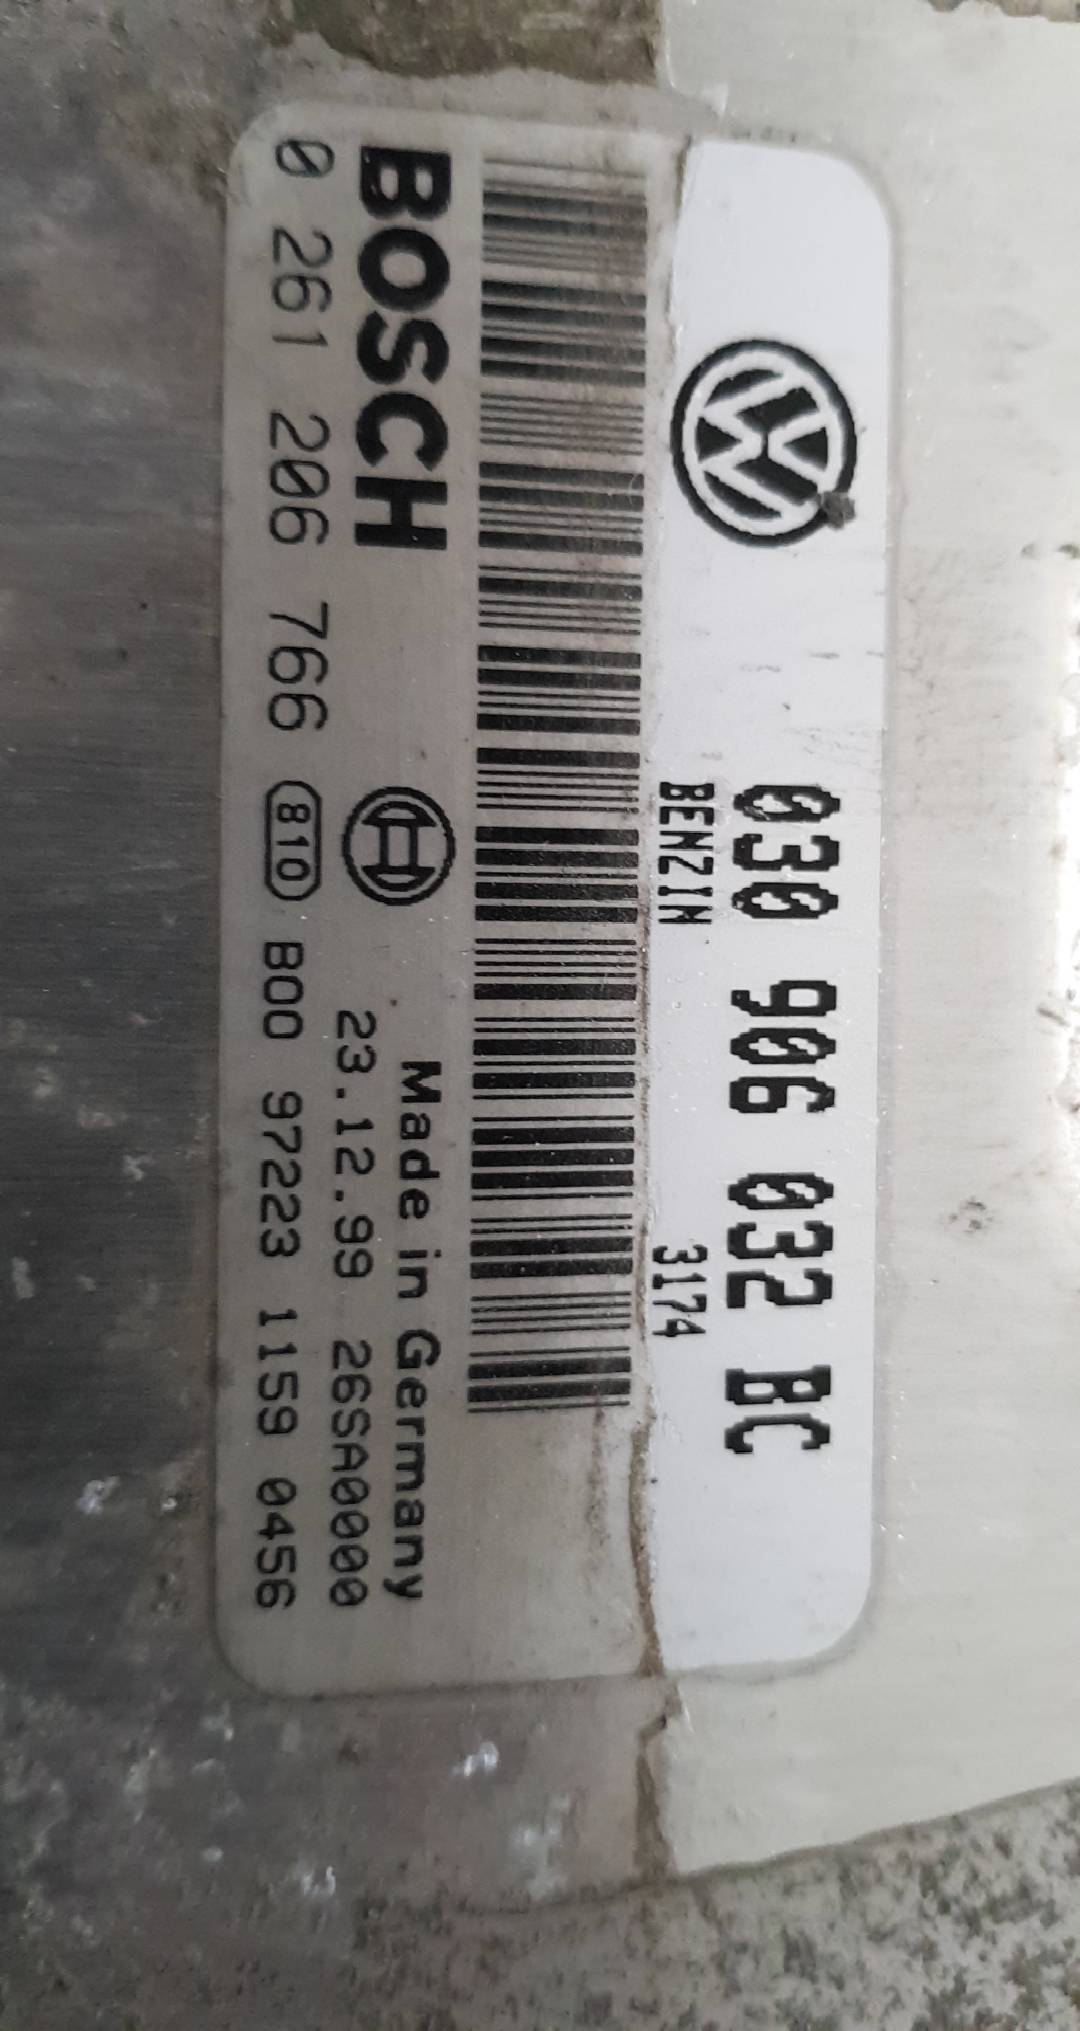 030 906 032 BC
BENZIN 3174
BOSCH
Made in Germany
23.12.99 26SA0000
0 261 206 766 810 B00 97223 1159 0456